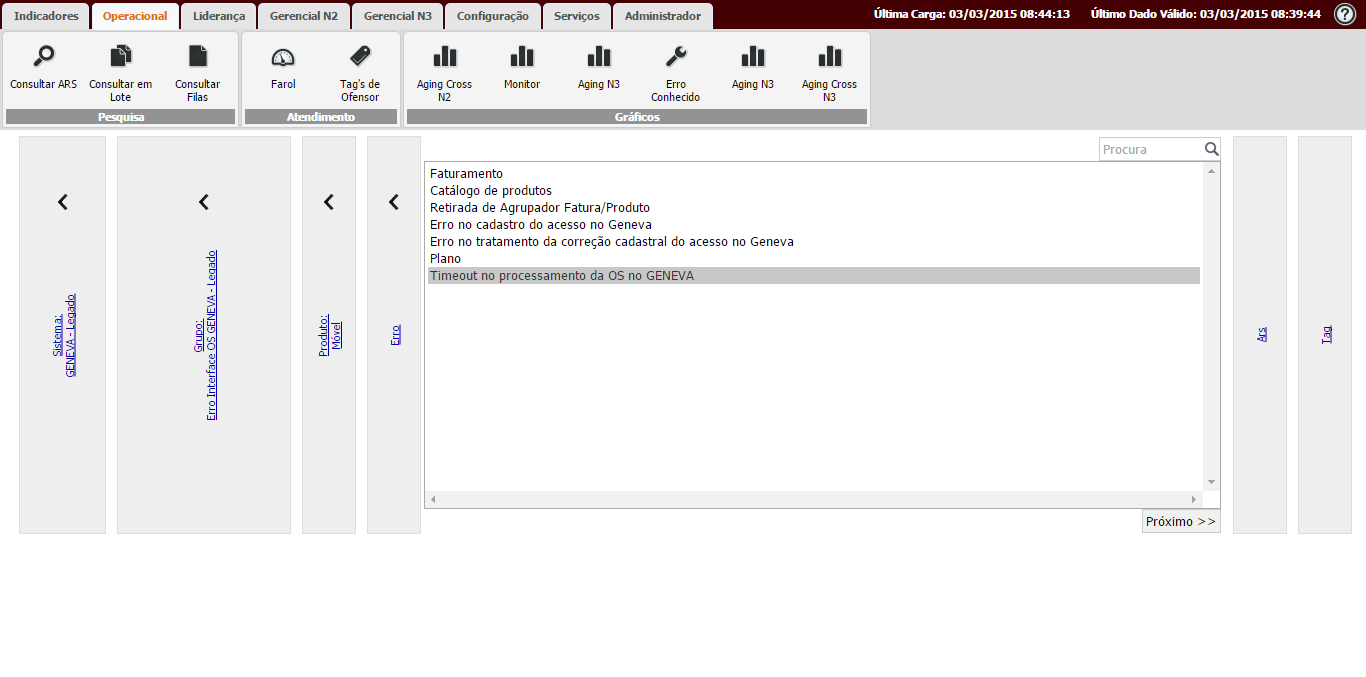 Indicadores
Operacional
Liderança
Gerencial N2
Gerencial N3
Configuração
Serviços
Administrador
Última Carga: 03/03/2015 08:44:13
Último Dado Válido: 03/03/2015 08:39:44
Consultar ARS
Consultar em
Lote
Consultar
Filas
Pesquisa
Farol
Tag's de
Ofensor
Atendimento
Aging Cross
N2
Monitor
Aging N3
Erro
Conhecido
Aging N3
Aging Cross
N3
Gráficos
Sistema:
GENEVA - Legado
Grupo:
Erro Interface OS GENEVA - Legado
Produto:
Móvel
Erro
Procura
Faturamento
Catálogo de produtos
Retirada de Agrupador Fatura/Produto
Erro no cadastro do acesso no Geneva
Erro no tratamento da correção cadastral do acesso no Geneva
Plano
Timeout no processamento da OS no GENEVA
Próximo >>
Ars
Tag